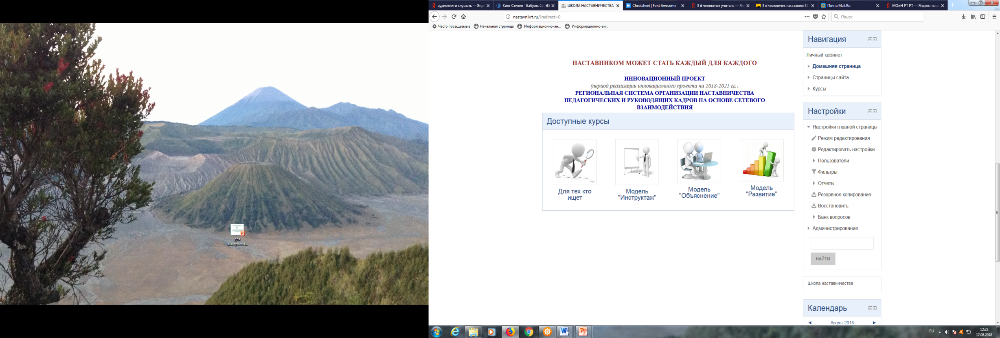 для
выступлен...
аудиокниги слушать — Янд
Кинг Стивен - Бабуля. Сл
ШКОЛА НАСТАВНИЧЕСТВА
Cheatsheet | Font Awesome
3 d человечек учитель — Ян
3 d человечек наставник: 10
Почта Mail.Ru
МОиН РТ РТ — Яндекс: наш
nastavnikrt.ru/?redirect=0
Поиск
Часто посещаемые
Начальная страница
Информационно-ан...
Информационно-ан...
НАСТАВНИКОМ МОЖЕТ СТАТЬ КАЖДЫЙ ДЛЯ КАЖДОГО
ИННОВАЦИОННЫЙ ПРОЕКТ
(период реализации инновационного проекта на 2018-2021 гг.)
РЕГИОНАЛЬНАЯ СИСТЕМА ОРГАНИЗАЦИИ НАСТАВНИЧЕСТВА
ПЕДАГОГИЧЕСКИХ И РУКОВОДЯЩИХ КАДРОВ НА ОСНОВЕ СЕТЕВОГО
ВЗАИМОДЕЙСТВИЯ
Доступные курсы
Для тех кто
ищет
Модель
"Инструктаж"
Модель
"Объяснение"
Модель
"Развитие"
Навигация
Личный кабинет
Домашняя страница
Страницы сайта
Курсы
Настройки
Настройки главной страницы
Режим редактирования
Редактировать настройки
Пользователи
Фильтры
Отчеты
Резервное копирование
Восстановить
Банк вопросов
Администрирование
НАЙТИ
Школа наставничества
Календарь
Август 2018
RU
12:22
17.08.2018